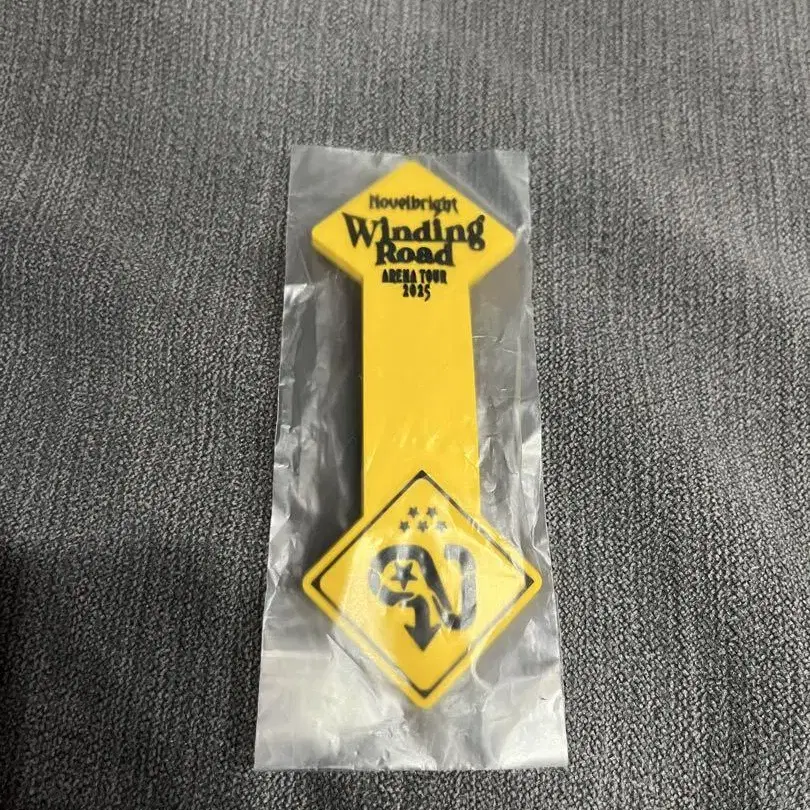 Novelbright
Winding
Road
ARENA TOUR
2025